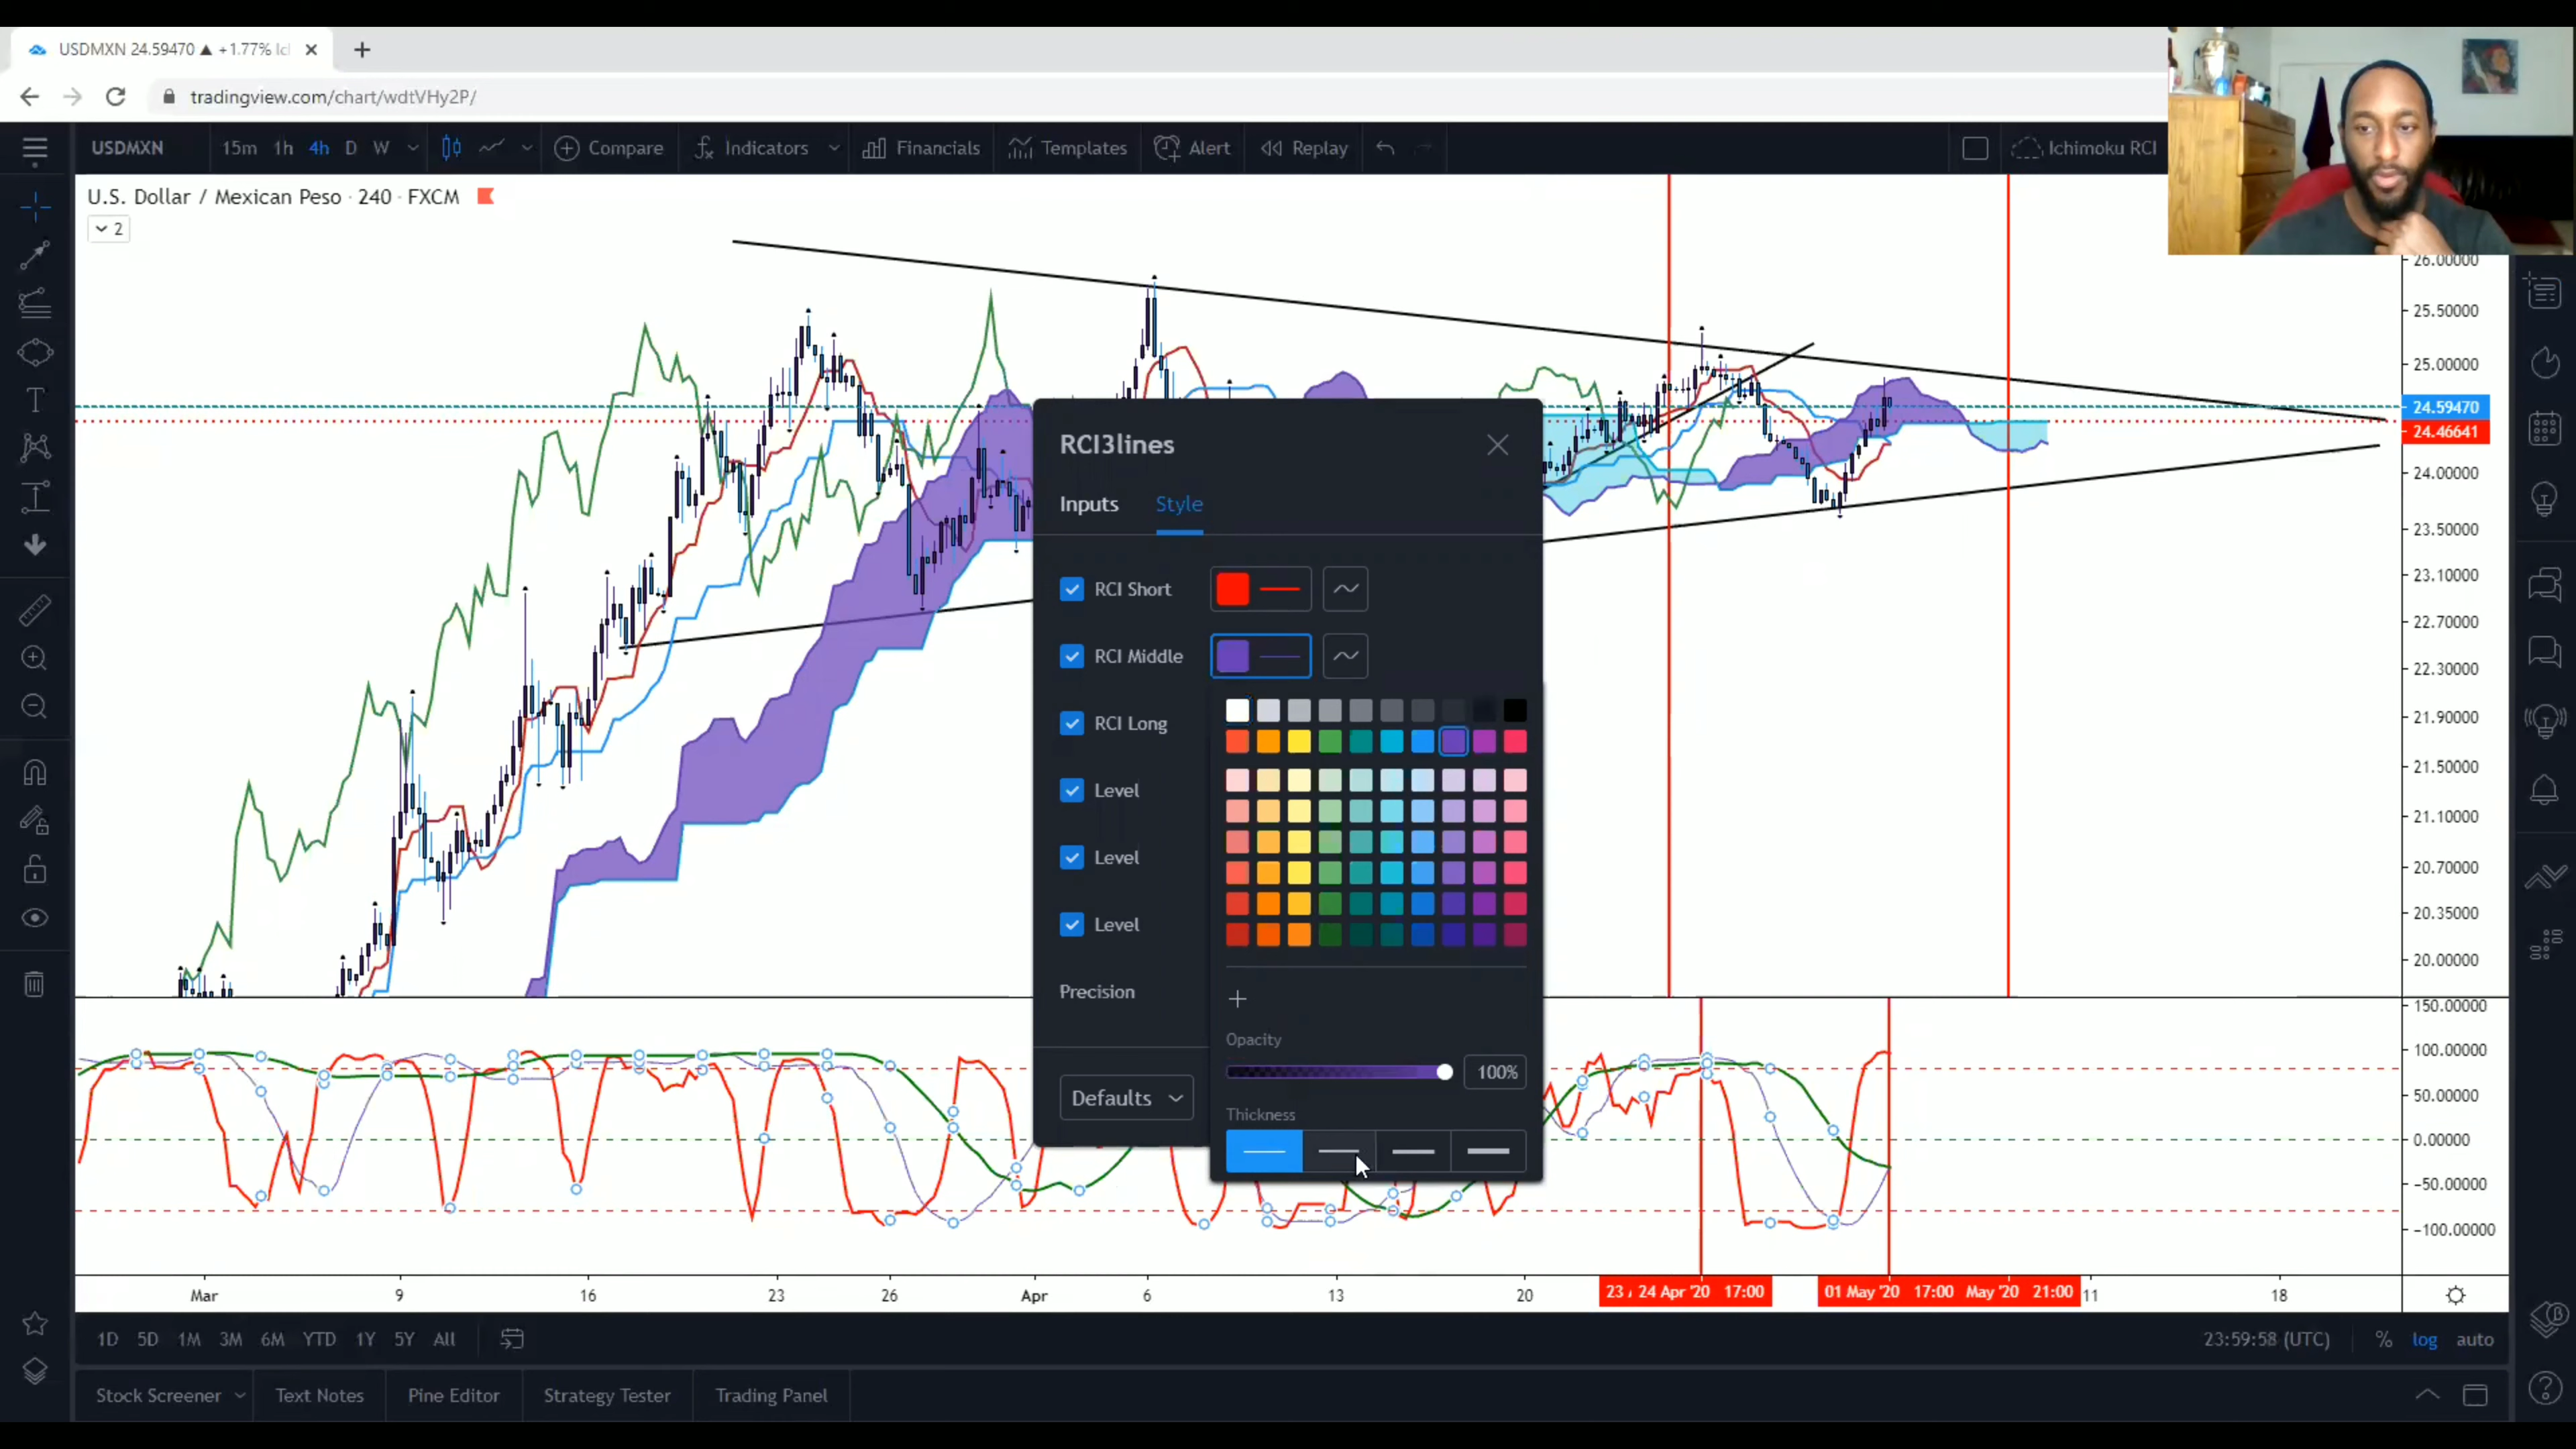 USDMXN 24.59470 ▲ +1.77%
tradingview.com/chart/wdtVHy2P/
USDMXN 15m 1h 4h D W Compare Indicators Financials Templates Alert Replay Ichimoku RCI
U.S. Dollar / Mexican Peso · 240 · FXCM
2
26.00000
25.50000
25.00000
24.59470
24.46641
24.00000
23.50000
23.10000
22.70000
22.30000
21.90000
21.50000
21.10000
20.70000
20.35000
20.00000
RCI3lines
Inputs Style
RCI Short
RCI Middle
RCI Long
Level
Level
Level
Precision
Opacity
100%
Thickness
Defaults
150.00000
100.00000
50.00000
0.00000
−50.00000
−100.00000
Mar 9 16 23 26 Apr 6 13 20 23 24 Apr '20 17:00 01 May '20 17:00 May '20 21:00 11 18
1D 5D 1M 3M 6M YTD 1Y 5Y All 23:59:58 (UTC) % log auto
Stock Screener Text Notes Pine Editor Strategy Tester Trading Panel